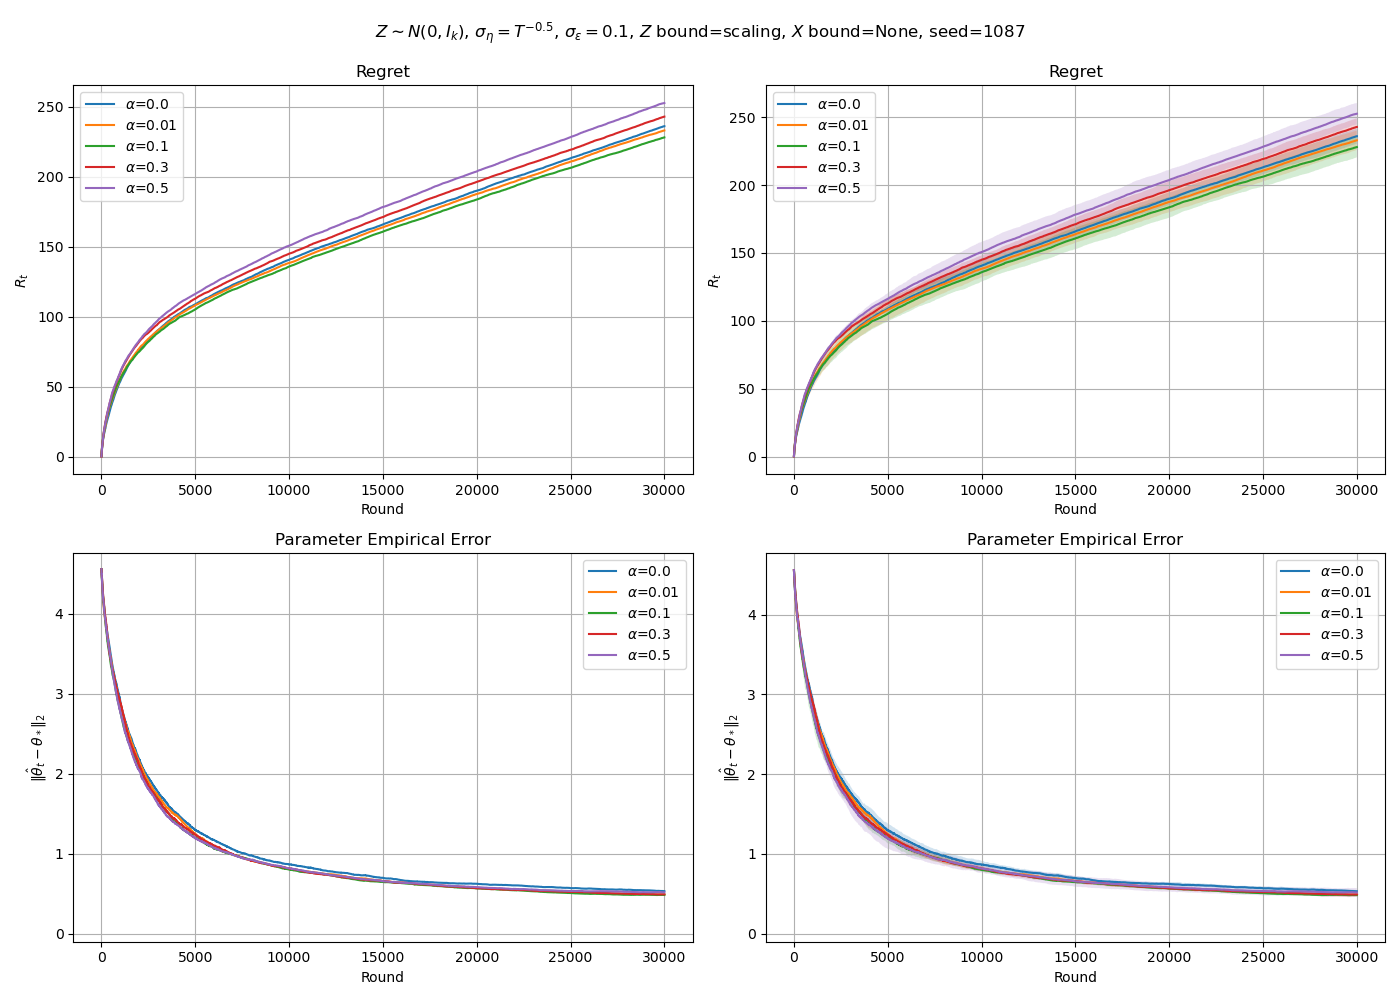 Z ∼ N(0, I_k), σ_η = T^{−0.5}, σ_ε = 0.1, Z bound=scaling, X bound=None, seed=1087
Regret
R_t
250
200
150
100
50
0
α=0.0
α=0.01
α=0.1
α=0.3
α=0.5
0 5000 10000 15000 20000 25000 30000
Round
Regret
R_t
250
200
150
100
50
0
α=0.0
α=0.01
α=0.1
α=0.3
α=0.5
0 5000 10000 15000 20000 25000 30000
Round
Parameter Empirical Error
‖θ̂_t − θ_*‖_2
4
3
2
1
0
α=0.0
α=0.01
α=0.1
α=0.3
α=0.5
0 5000 10000 15000 20000 25000 30000
Round
Parameter Empirical Error
‖θ̂_t − θ_*‖_2
4
3
2
1
0
α=0.0
α=0.01
α=0.1
α=0.3
α=0.5
0 5000 10000 15000 20000 25000 30000
Round